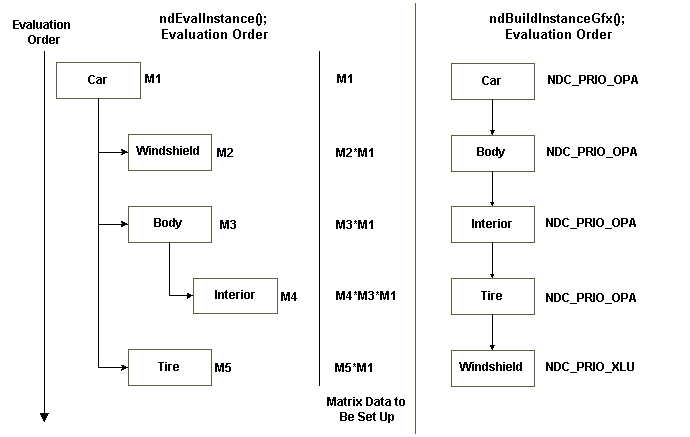 Evaluation
Order
ndEvalInstance();
Evaluation Order
ndBuildInstanceGfx();
Evaluation Order
Car M1 M1 Car NDC_PRIO_OPA
Windshield M2 M2*M1 Body NDC_PRIO_OPA
Body M3 M3*M1 Interior NDC_PRIO_OPA
Interior M4 M4*M3*M1 Tire NDC_PRIO_OPA
Tire M5 M5*M1 Windshield NDC_PRIO_XLU
Matrix Data to
Be Set Up